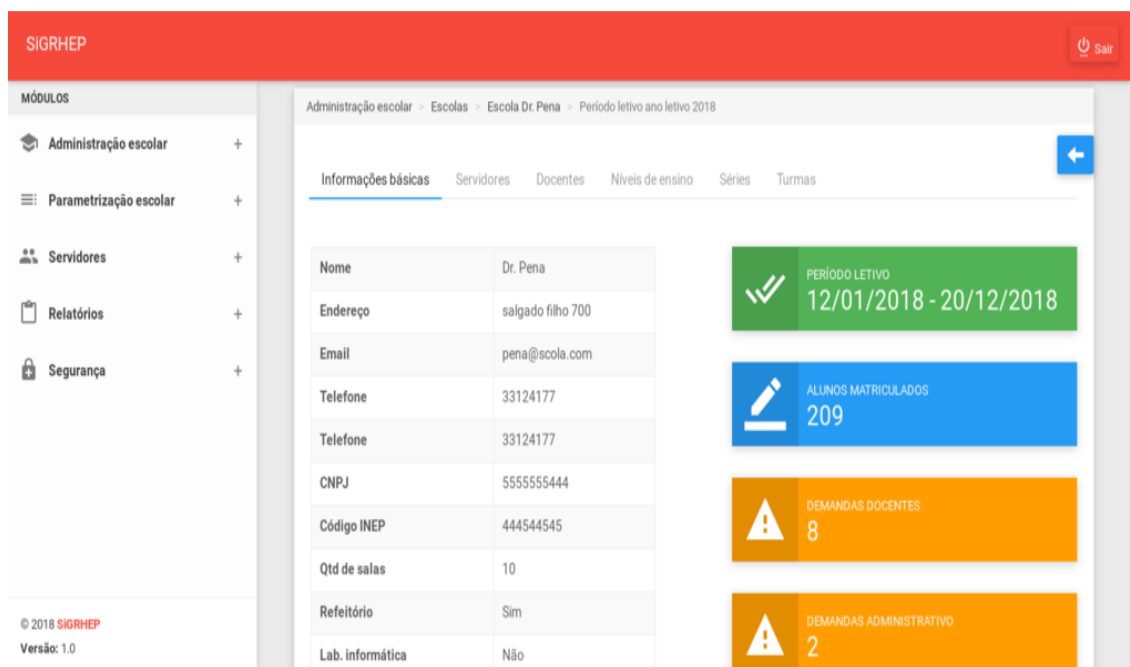 SiGRHEP
Sair
MÓDULOS
Administração escolar +
Parametrização escolar +
Servidores +
Relatórios +
Segurança +
© 2018 SiGRHEP
Versão: 1.0
Administração escolar > Escolas > Escola Dr. Pena > Período letivo ano letivo 2018
Informações básicas Servidores Docentes Níveis de ensino Séries Turmas
Nome Dr. Pena
Endereço salgado filho 700
Email pena@scola.com
Telefone 33124177
Telefone 33124177
CNPJ 5555555444
Código INEP 444544545
Qtd de salas 10
Refeitório Sim
Lab. informática Não
PERÍODO LETIVO
12/01/2018 - 20/12/2018
ALUNOS MATRICULADOS
209
DEMANDAS DOCENTES
8
DEMANDAS ADMINISTRATIVO
2